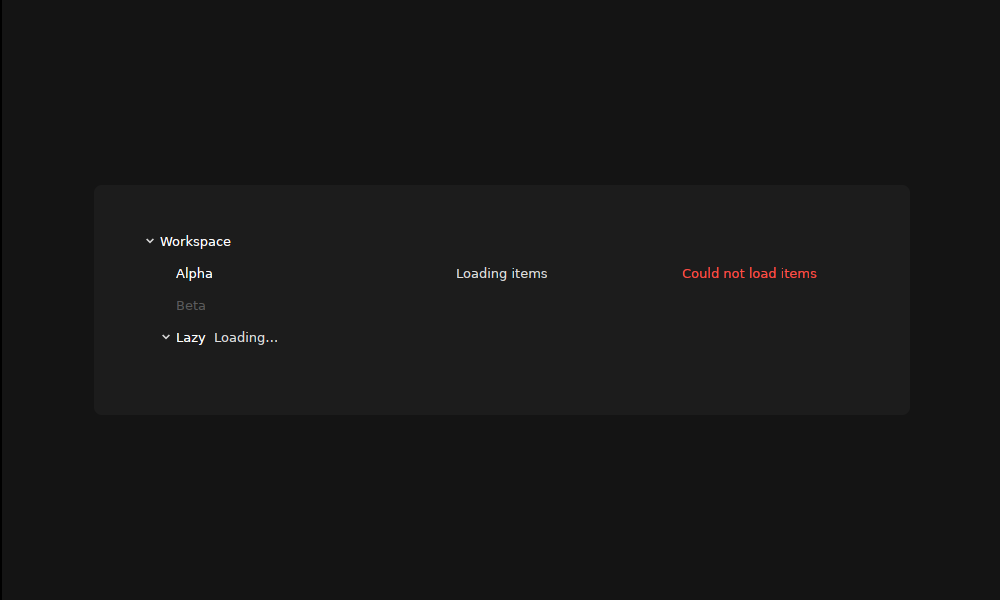 Workspace
Alpha
Beta
Lazy Loading...
Loading items
Could not load items